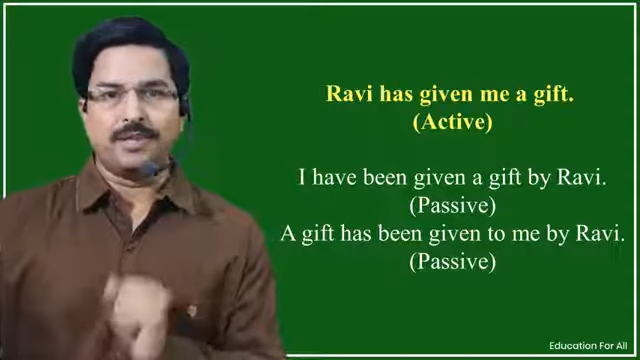 Ravi has given me a gift.
(Active)
I have been given a gift by Ravi.
(Passive)
A gift has been given to me by Ravi.
(Passive)
Education For All